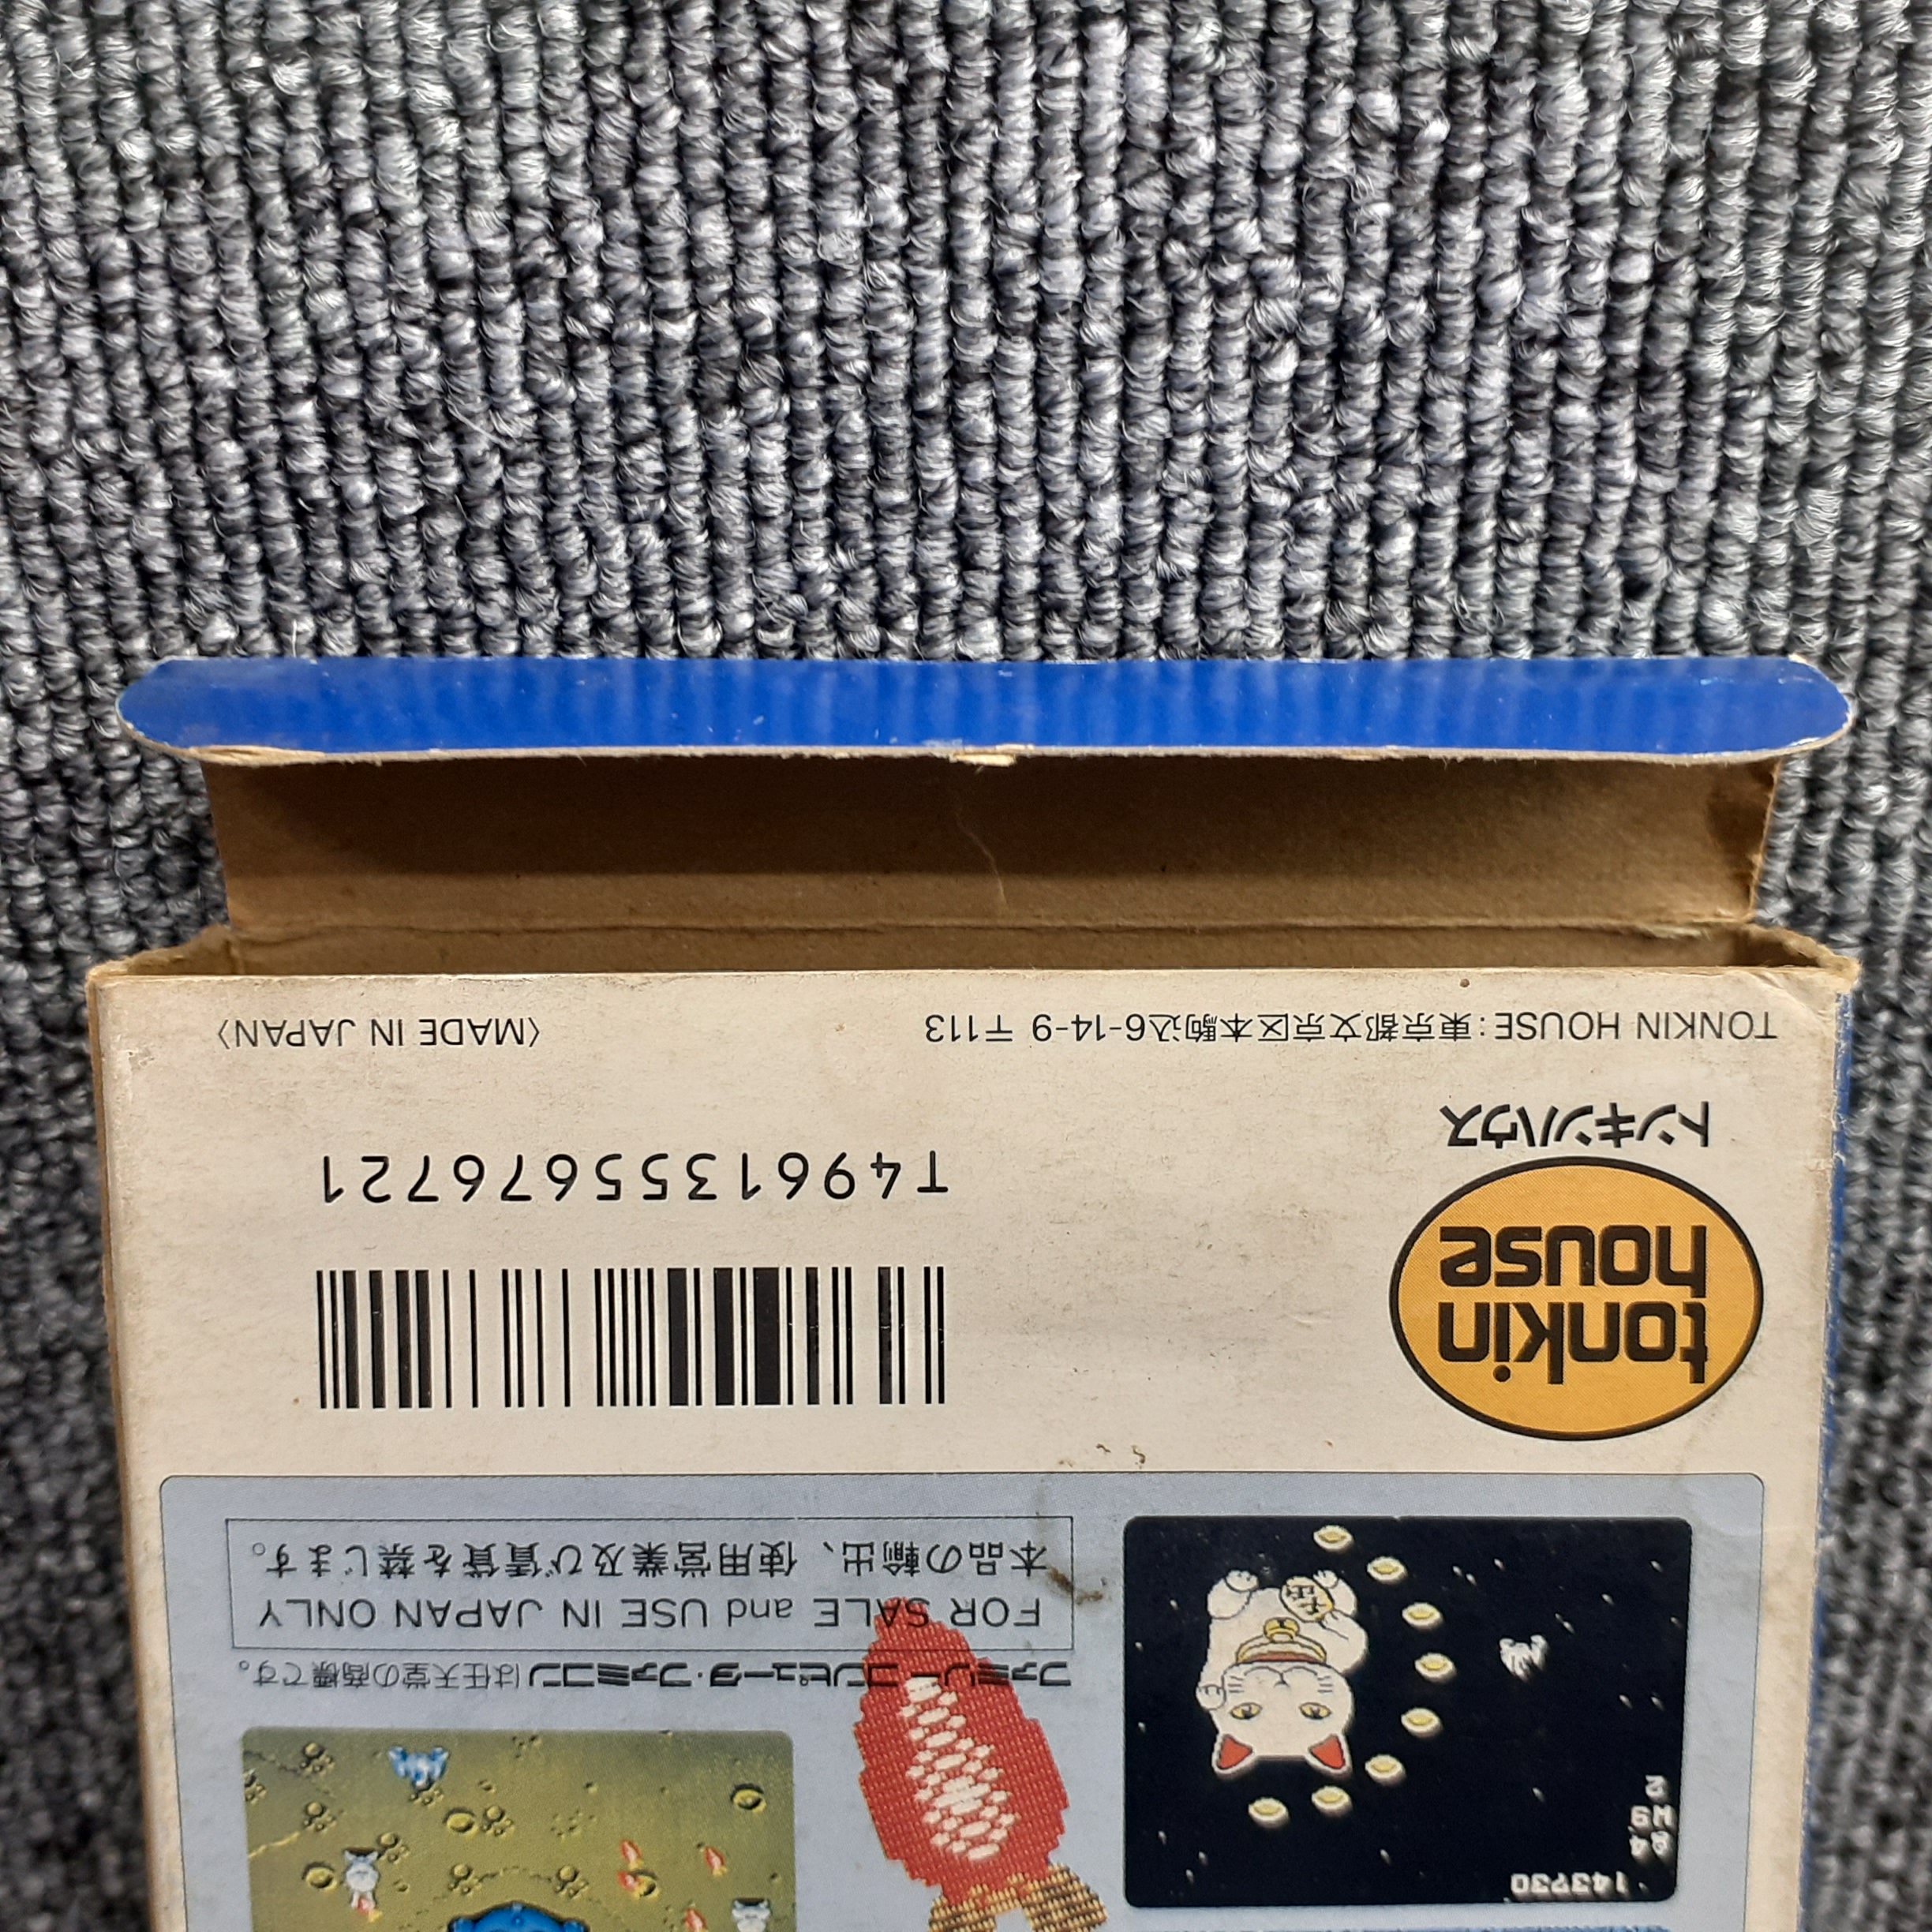 143730
ファミリーコンピュータ・ファミコンは任天堂の商標です。
FOR SALE and USE IN JAPAN ONLY
本品の輸出、使用営業及び賃貸を禁じます。
tonkin
house
トンキンハウス
T4961355676721
TONKIN HOUSE:東京都文京区本駒込6-14-9 〒113
〈MADE IN JAPAN〉